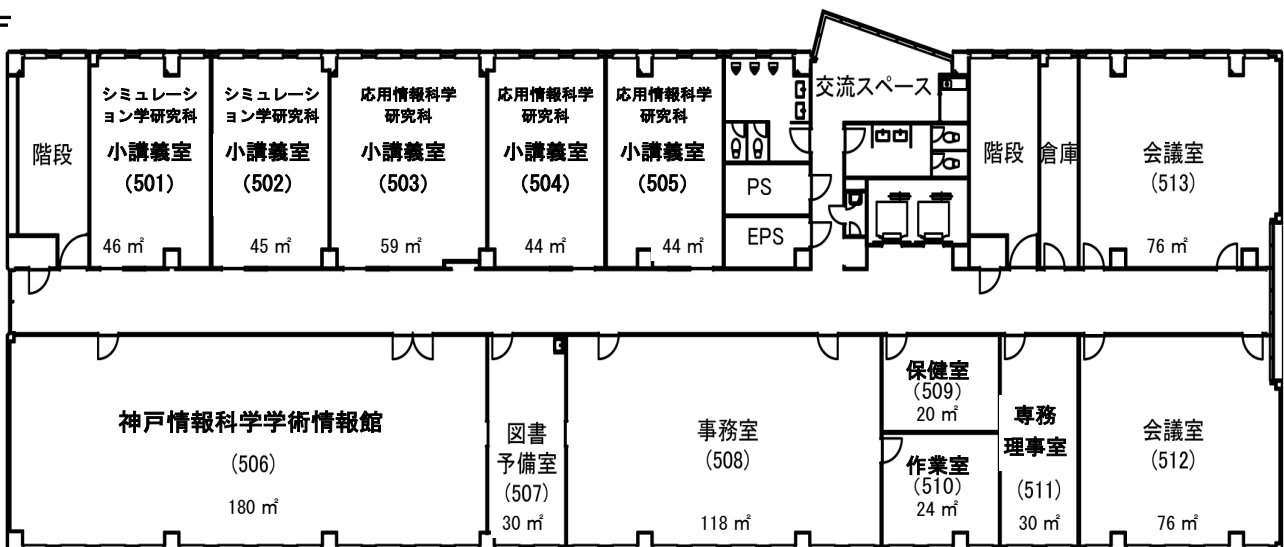 階段
シミュレーシ
ョン学研究科
小講義室
(501)
46 ㎡
シミュレーシ
ョン学研究科
小講義室
(502)
45 ㎡
応用情報科学
研究科
小講義室
(503)
59 ㎡
応用情報科学
研究科
小講義室
(504)
44 ㎡
応用情報科学
研究科
小講義室
(505)
44 ㎡
PS
EPS
交流スペース
階段
倉庫
会議室
(513)
76 ㎡
神戸情報科学学術情報館
(506)
180 ㎡
図書
予備室
(507)
30 ㎡
事務室
(508)
118 ㎡
保健室
(509)
20 ㎡
作業室
(510)
24 ㎡
専務
理事室
(511)
30 ㎡
会議室
(512)
76 ㎡